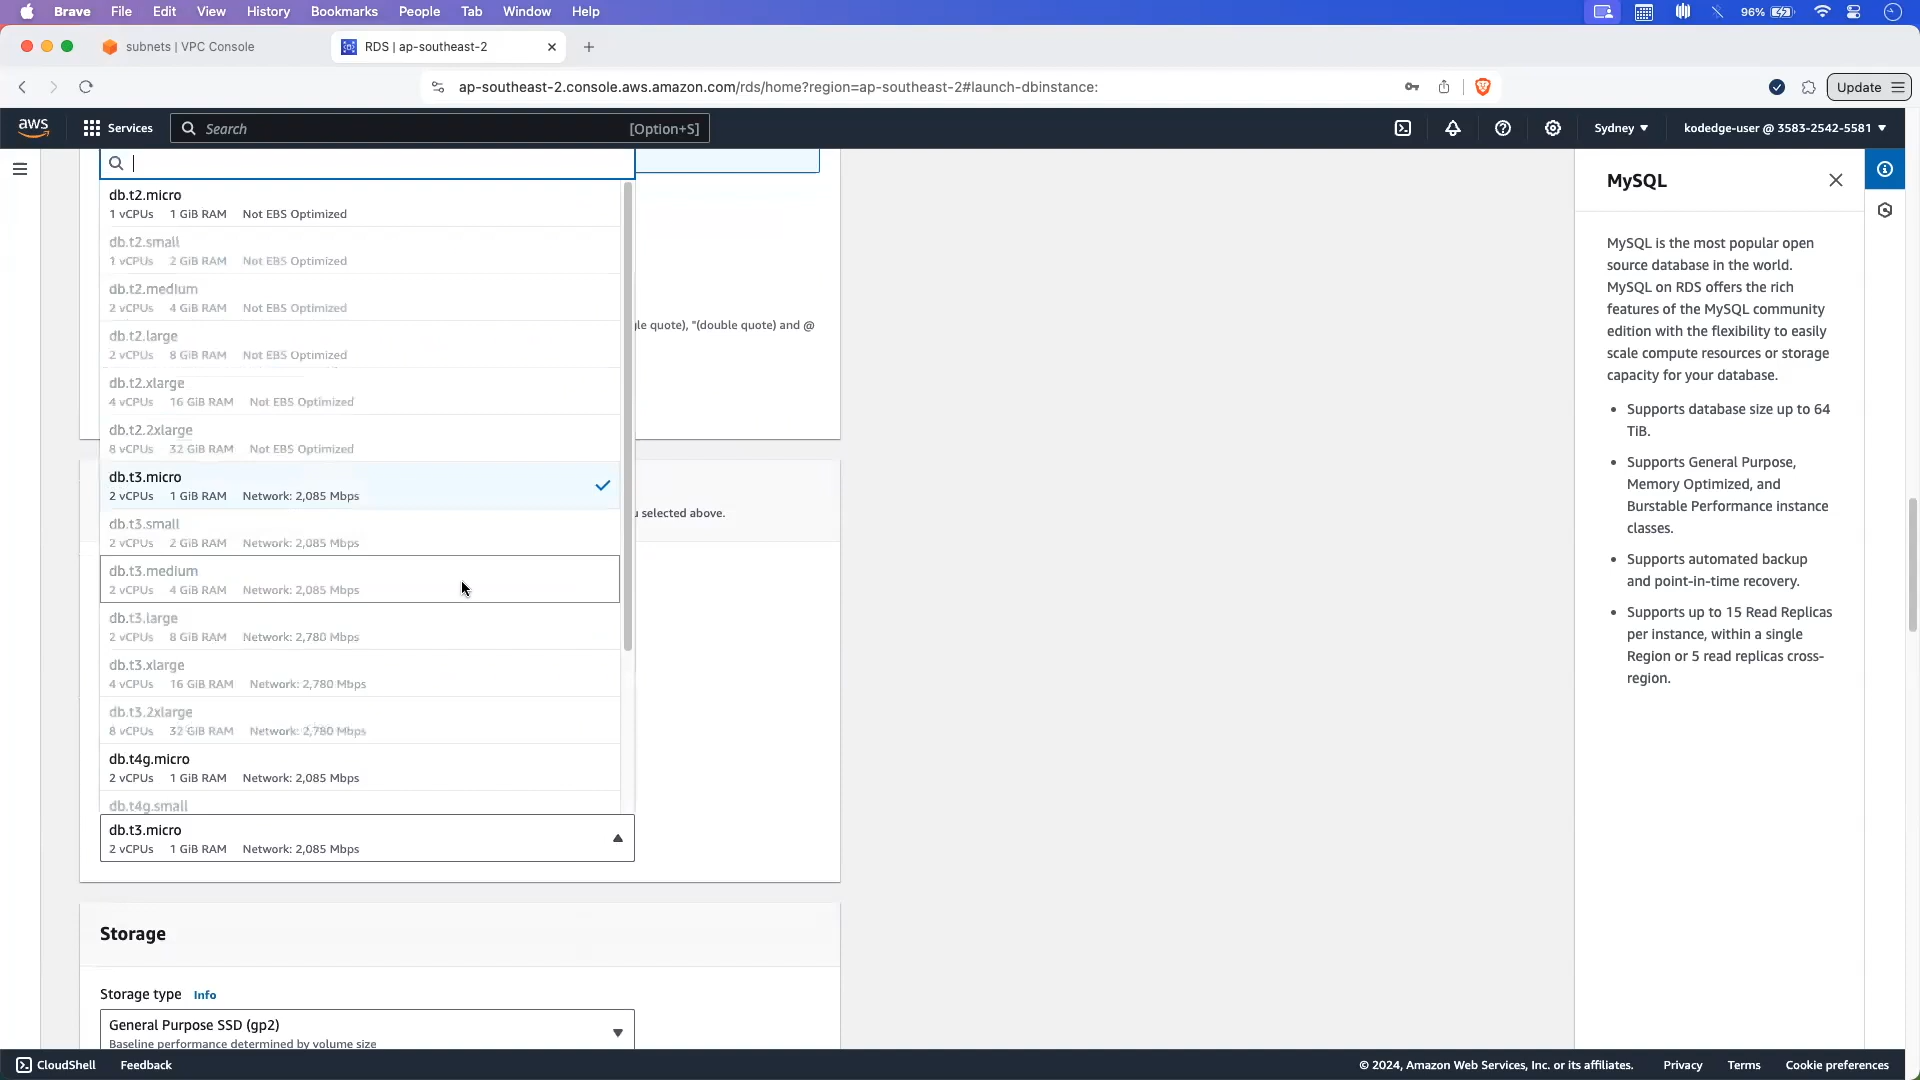 Brave File Edit View History Bookmarks People Tab Window Help 96%
subnets | VPC Console
RDS | ap-southeast-2
ap-southeast-2.console.aws.amazon.com/rds/home?region=ap-southeast-2#launch-dbinstance:
Update
aws Services Search [Option+S] Sydney kodedge-user @ 3583-2542-5581
db.t2.micro
1 vCPUs 1 GiB RAM Not EBS Optimized
db.t2.small
1 vCPUs 2 GiB RAM Not EBS Optimized
db.t2.medium
2 vCPUs 4 GiB RAM Not EBS Optimized
db.t2.large
2 vCPUs 8 GiB RAM Not EBS Optimized
db.t2.xlarge
4 vCPUs 16 GiB RAM Not EBS Optimized
db.t2.2xlarge
8 vCPUs 32 GiB RAM Not EBS Optimized
db.t3.micro
2 vCPUs 1 GiB RAM Network: 2,085 Mbps
db.t3.small
2 vCPUs 2 GiB RAM Network: 2,085 Mbps
db.t3.medium
2 vCPUs 4 GiB RAM Network: 2,085 Mbps
db.t3.large
2 vCPUs 8 GiB RAM Network: 2,780 Mbps
db.t3.xlarge
4 vCPUs 16 GiB RAM Network: 2,780 Mbps
db.t3.2xlarge
8 vCPUs 32 GiB RAM Network: 2,780 Mbps
db.t4g.micro
2 vCPUs 1 GiB RAM Network: 2,085 Mbps
db.t4g.small
db.t3.micro
2 vCPUs 1 GiB RAM Network: 2,085 Mbps
quote), "(double quote) and @
selected above.
Storage
Storage type Info
General Purpose SSD (gp2)
Baseline performance determined by volume size
MySQL
MySQL is the most popular open
source database in the world.
MySQL on RDS offers the rich
features of the MySQL community
edition with the flexibility to easily
scale compute resources or storage
capacity for your database.
• Supports database size up to 64
TiB.
• Supports General Purpose,
Memory Optimized, and
Burstable Performance instance
classes.
• Supports automated backup
and point-in-time recovery.
• Supports up to 15 Read Replicas
per instance, within a single
Region or 5 read replicas cross-
region.
CloudShell Feedback © 2024, Amazon Web Services, Inc. or its affiliates. Privacy Terms Cookie preferences